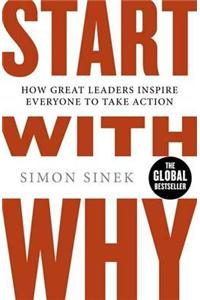 START
HOW GREAT LEADERS INSPIRE
EVERYONE TO TAKE ACTION
WITH
SIMON SINEK
THE
GLOBAL
BESTSELLER
WHY